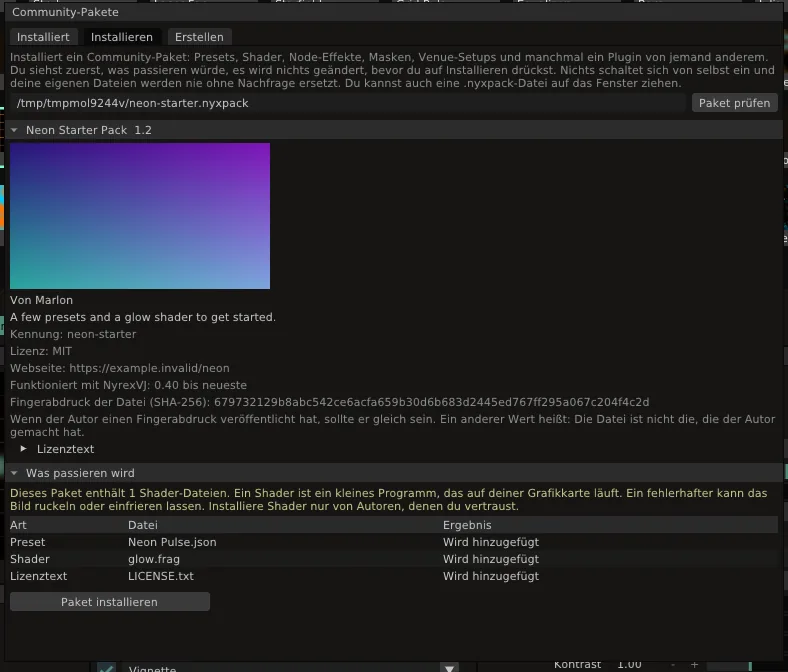 Community-Pakete
Installiert Installieren Erstellen
Installiert ein Community-Paket: Presets, Shader, Node-Effekte, Masken, Venue-Setups und manchmal ein Plugin von jemand anderem.
Du siehst zuerst, was passieren würde, es wird nichts geändert, bevor du auf Installieren drückst. Nichts schaltet sich von selbst ein und
deine eigenen Dateien werden nie ohne Nachfrage ersetzt. Du kannst auch eine .nyxpack-Datei auf das Fenster ziehen.
/tmp/tmpmol9244v/neon-starter.nyxpack Paket prüfen
Neon Starter Pack 1.2
Von Marlon
A few presets and a glow shader to get started.
Kennung: neon-starter
Lizenz: MIT
Webseite: https://example.invalid/neon
Funktioniert mit NyrexVJ: 0.40 bis neueste
Fingerabdruck der Datei (SHA-256): 679732129b8abc542ce6acfa659b30d6b683d2445ed767ff295a067c204f4c2d
Wenn der Autor einen Fingerabdruck veröffentlicht hat, sollte er gleich sein. Ein anderer Wert heißt: Die Datei ist nicht die, die der Autor
gemacht hat.
Lizenztext
Was passieren wird
Dieses Paket enthält 1 Shader-Dateien. Ein Shader ist ein kleines Programm, das auf deiner Grafikkarte läuft. Ein fehlerhafter kann das
Bild ruckeln oder einfrieren lassen. Installiere Shader nur von Autoren, denen du vertraust.
Art Datei Ergebnis
Preset Neon Pulse.json Wird hinzugefügt
Shader glow.frag Wird hinzugefügt
Lizenztext LICENSE.txt Wird hinzugefügt
Paket installieren
Vignette Kontrast 1.00 - +